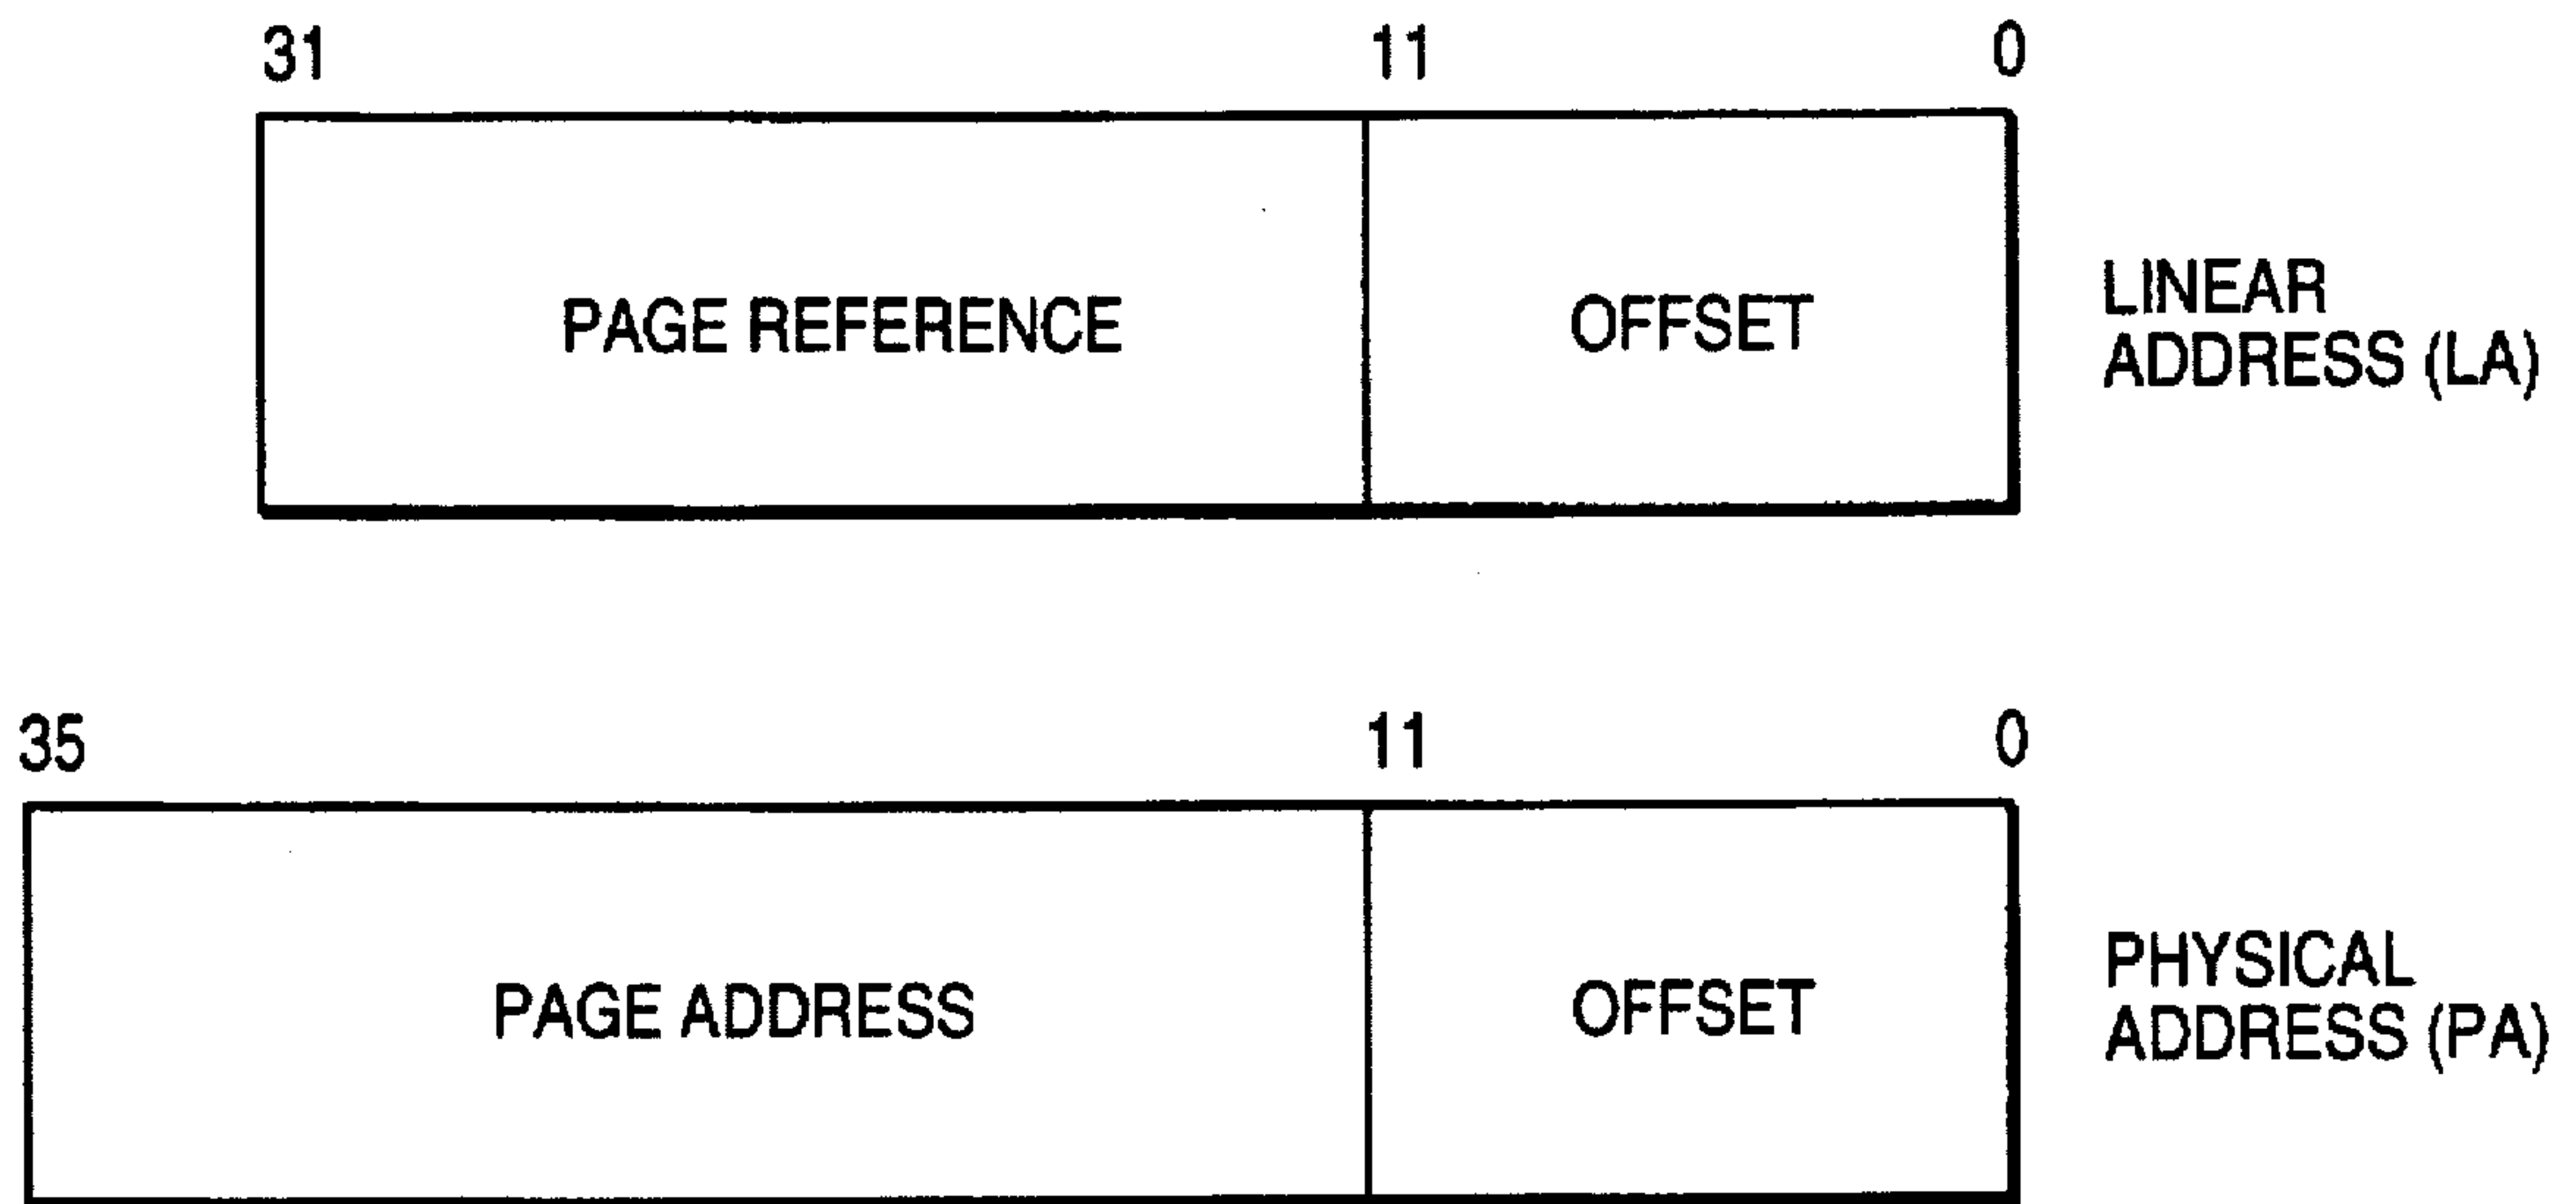 31 11 0
PAGE REFERENCE OFFSET
LINEAR
ADDRESS (LA)
35 11 0
PAGE ADDRESS OFFSET
PHYSICAL
ADDRESS (PA)